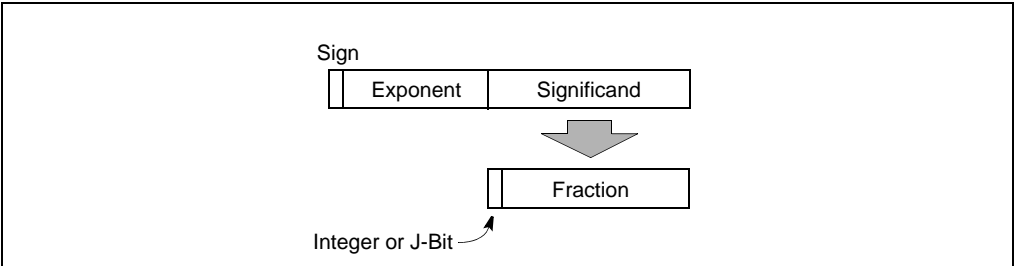 Sign
Exponent Significand
Fraction
Integer or J-Bit